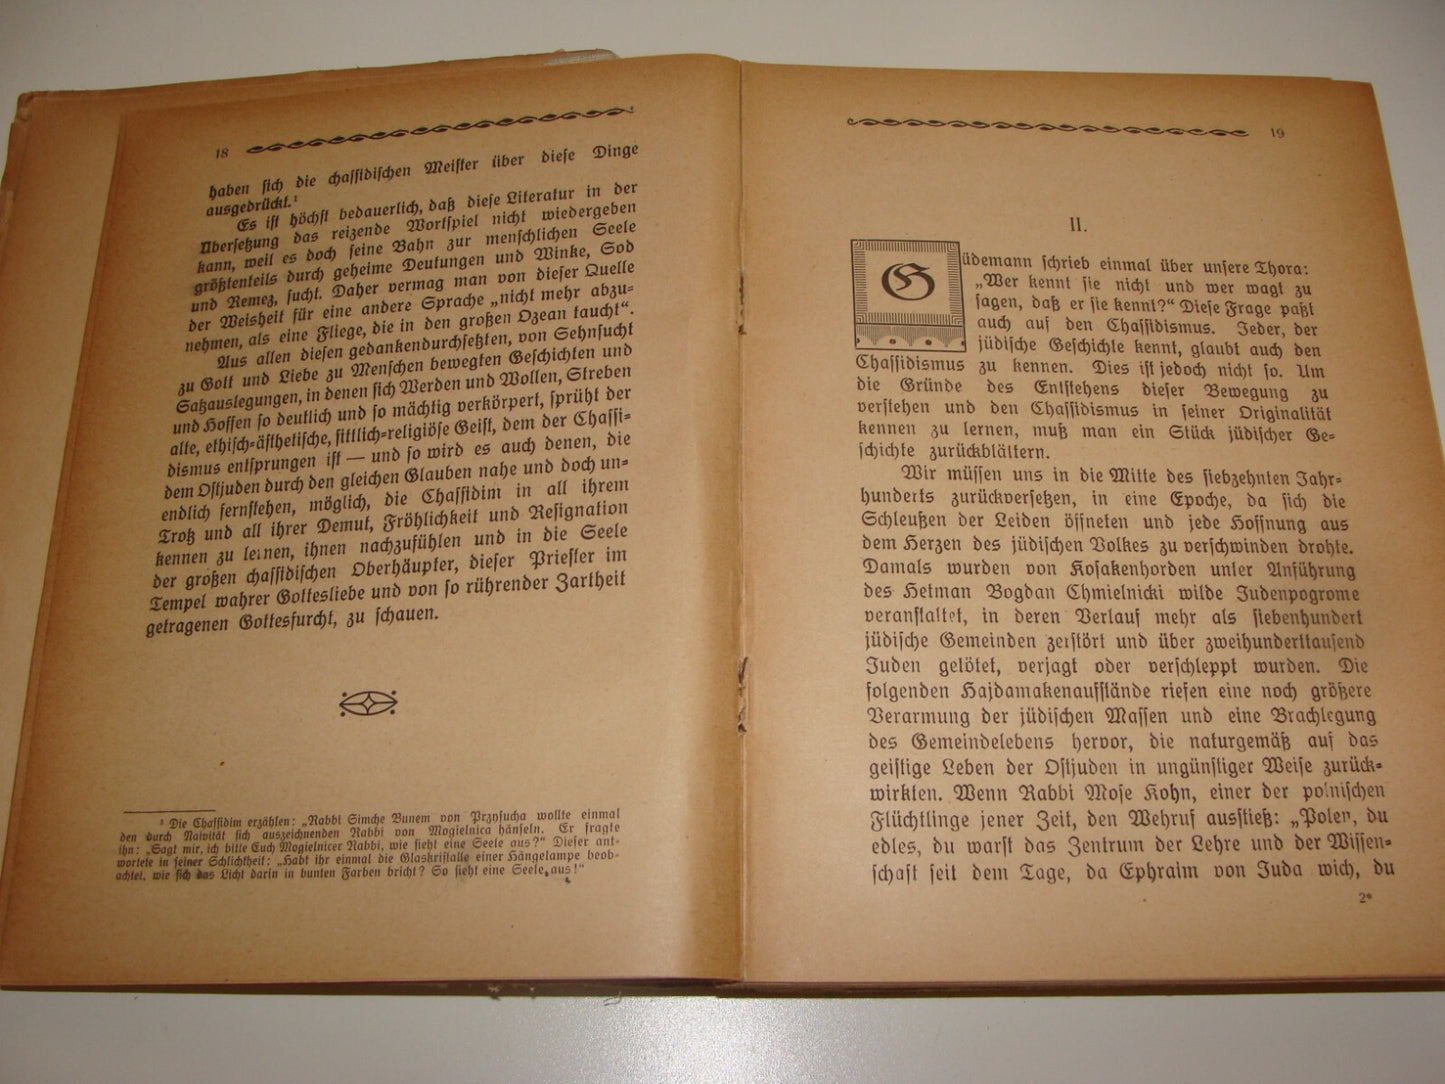 18
haben sich die chassidischen Meister über diese Dinge
ausgedrückt.¹
Es ist höchst bedauerlich, daß diese Literatur in der
Übersetzung das reizende Wortspiel nicht wiedergeben
kann, weil es doch seine Bahn zur menschlichen Seele
größtenteils durch geheime Deutungen und Winke, Sod
und Remez, sucht. Daher vermag man von dieser Quelle
der Weisheit für eine andere Sprache „nicht mehr abzu-
nehmen, als eine Fliege, die in den großen Ozean taucht“.
Aus allen diesen gedankendurchsetzten, von Sehnsucht
zu Gott und Liebe zu Menschen bewegten Geschichten und
Satzauslegungen, in denen sich Werden und Wollen, Streben
und Hoffen so deutlich und so mächtig verkörpert, sprüht der
alte, ethisch-ästhetische, sittlich-religiöse Geist, dem der Chassi-
dismus entsprungen ist — und so wird es auch denen, die
dem Ostjuden durch den gleichen Glauben nahe und doch un-
endlich fernstehen, möglich, die Chassidim in all ihrem
Trotz und all ihrer Demut, Fröhlichkeit und Resignation
kennen zu lernen, ihnen nachzufühlen und in die Seele
der großen chassidischen Oberhäupter, dieser Priester im
Tempel wahrer Gottesliebe und von so rührender Zartheit
getragenen Gottesfurcht, zu schauen.
¹ Die Chassidim erzählen: „Rabbi Simche Bunem von Przysucha wollte einmal
den durch Naivität sich auszeichnenden Rabbi von Mogielnica hänseln. Er fragte
ihn: „Sagt mir, ich bitte Euch Mogielnicer Rabbi, wie sieht eine Seele aus?“ Dieser ant-
wortete in seiner Schlichtheit: „Habt ihr einmal die Glaskristalle einer Hängelampe beob-
achtet, wie sich das Licht darin in bunten Farben bricht? So sieht eine Seele aus!“
19
II.
Güdemann schrieb einmal über unsere Thora:
„Wer kennt sie nicht und wer wagt zu
sagen, daß er sie kennt?“ Diese Frage paßt
auch auf den Chassidismus. Jeder, der
jüdische Geschichte kennt, glaubt auch den
Chassidismus zu kennen. Dies ist jedoch nicht so. Um
die Gründe des Entstehens dieser Bewegung zu
verstehen und den Chassidismus in seiner Originalität
kennen zu lernen, muß man ein Stück jüdischer Ge-
schichte zurückblättern.
Wir müssen uns in die Mitte des siebzehnten Jahr-
hunderts zurückversetzen, in eine Epoche, da sich die
Schleußen der Leiden öffneten und jede Hoffnung aus
dem Herzen des jüdischen Volkes zu verschwinden drohte.
Damals wurden von Kosakenhorden unter Anführung
des Hetman Bogdan Chmielnicki wilde Judenpogrome
veranstaltet, in deren Verlauf mehr als siebenhundert
jüdische Gemeinden zerstört und über zweihunderttausend
Juden getötet, verjagt oder verschleppt wurden. Die
folgenden Hajdamakenaufstände riefen eine noch größere
Verarmung der jüdischen Massen und eine Brachlegung
des Gemeindelebens hervor, die naturgemäß auf das
geistige Leben der Ostjuden in ungünstiger Weise zurück-
wirkten. Wenn Rabbi Mose Kohn, einer der polnischen
Flüchtlinge jener Zeit, den Wehruf ausstieß: „Polen, du
edles, du warst das Zentrum der Lehre und der Wissen-
schaft seit dem Tage, da Ephraim von Juda wich, du
2*